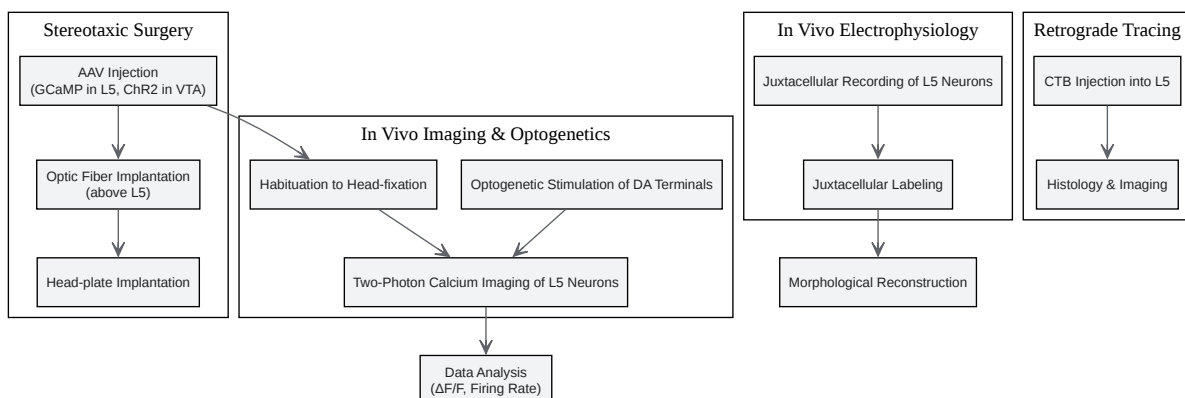 Stereotaxic Surgery
AAV Injection
(GCaMP in L5, ChR2 in VTA)
Optic Fiber Implantation
(above L5)
Head-plate Implantation
In Vivo Imaging & Optogenetics
Habituation to Head-fixation
Optogenetic Stimulation of DA Terminals
Two-Photon Calcium Imaging of L5 Neurons
Data Analysis
(ΔF/F, Firing Rate)
In Vivo Electrophysiology
Juxtacellular Recording of L5 Neurons
Juxtacellular Labeling
Morphological Reconstruction
Retrograde Tracing
CTB Injection into L5
Histology & Imaging